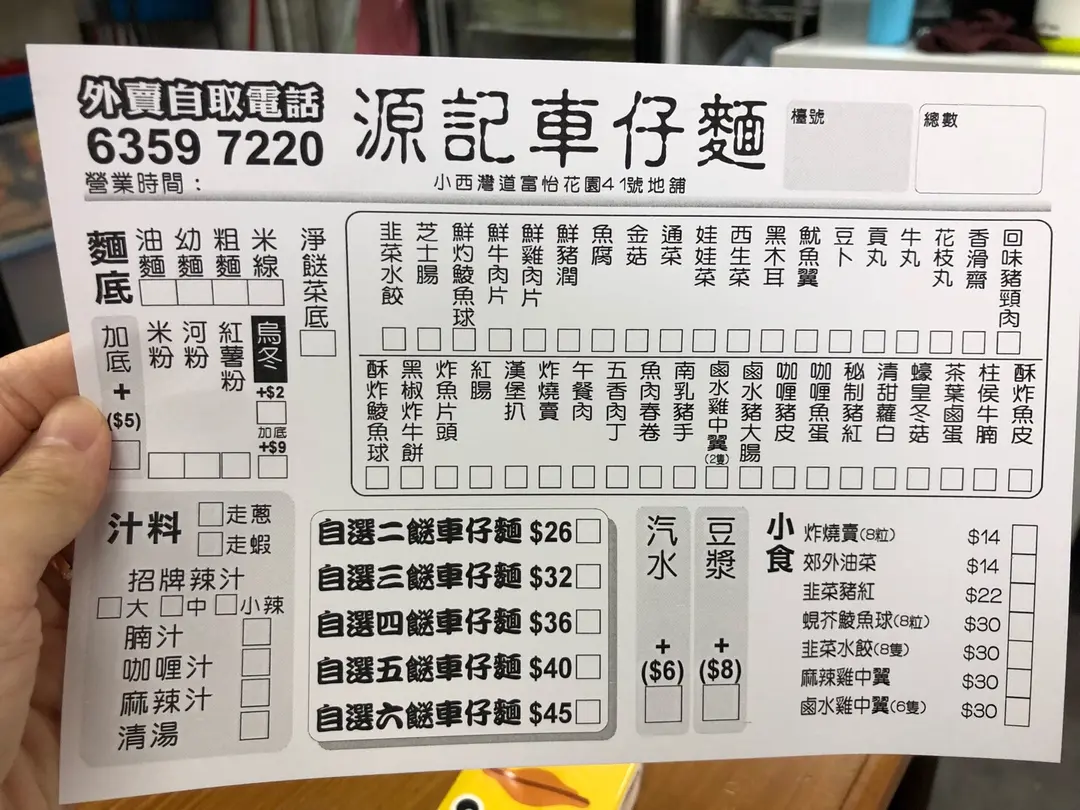 外賣自取電話
6359 7220
營業時間：
源記車仔麵
小西灣道富怡花園41號地舖
檯號
總數
麵底
油麵
幼麵
粗麵
米線
淨餸菜底
加底
+
($5)
米粉
河粉
紅薯粉
烏冬
+$2
加底
+$9
韭菜水餃
芝士腸
鮮灼鯪魚球
鮮牛肉片
鮮雞肉片
鮮豬潤
魚腐
金菇
通菜
娃娃菜
西生菜
黑木耳
魷魚翼
豆卜
貢丸
牛丸
花枝丸
香滑齋
回味豬頸肉
酥炸鯪魚球
黑椒炸牛餅
炸魚片頭
紅腸
漢堡扒
炸燒賣
午餐肉
五香肉丁
魚肉春卷
南乳豬手
鹵水雞中翼(2隻)
鹵水豬大腸
咖喱豬皮
咖喱魚蛋
秘制豬紅
清甜蘿白
蠔皇冬菇
茶葉鹵蛋
柱侯牛腩
酥炸魚皮
汁料
走蔥
走蝦
招牌辣汁
大 中 小辣
腩汁
咖喱汁
麻辣汁
清湯
自選二餸車仔麵 $26
自選三餸車仔麵 $32
自選四餸車仔麵 $36
自選五餸車仔麵 $40
自選六餸車仔麵 $45
汽水
+
($6)
豆漿
+
($8)
小食
炸燒賣(8粒) $14
郊外油菜 $14
韭菜豬紅 $22
蜆芥鯪魚球(8粒) $30
韭菜水餃(8隻) $30
麻辣雞中翼 $30
鹵水雞中翼(6隻) $30